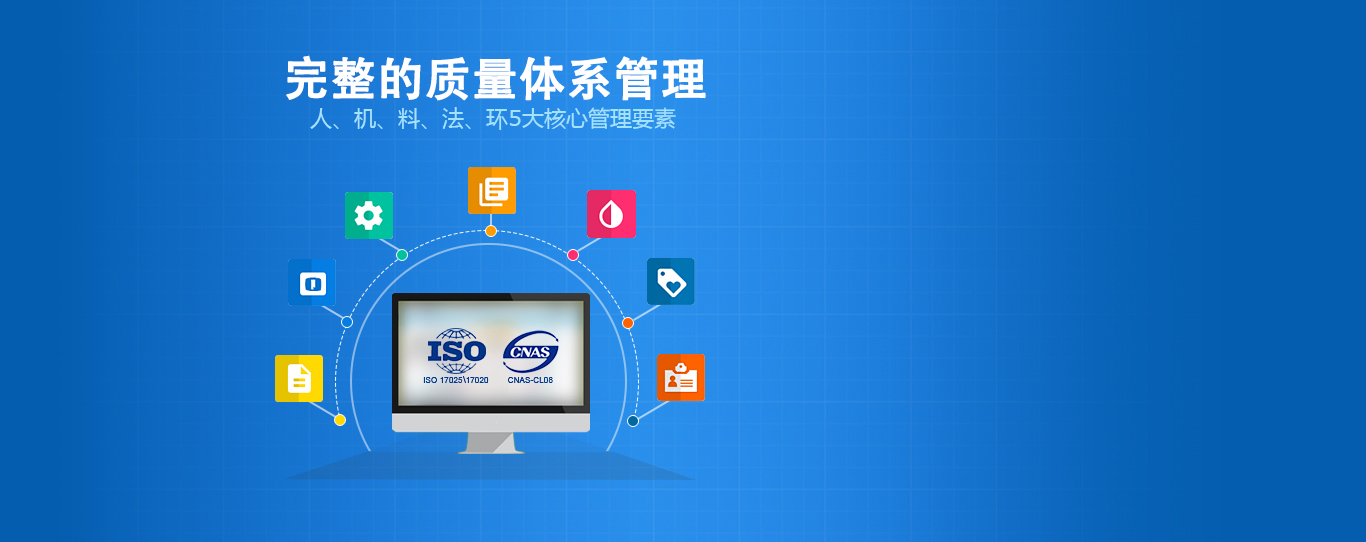 完整的质量体系管理
人、机、料、法、环5大核心管理要素
ISO CNAS
ISO 17025\17020 CNAS-CL08